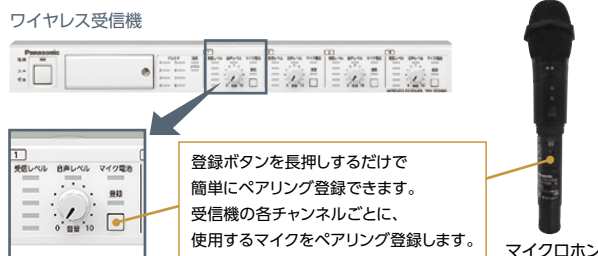 ワイヤレス受信機
Panasonic
1
受信レベル 音声レベル マイク電池
登録
0 音量 10
登録ボタンを長押しするだけで
簡単にペアリング登録できます。
受信機の各チャンネルごとに、
使用するマイクをペアリング登録します。
マイクロホン